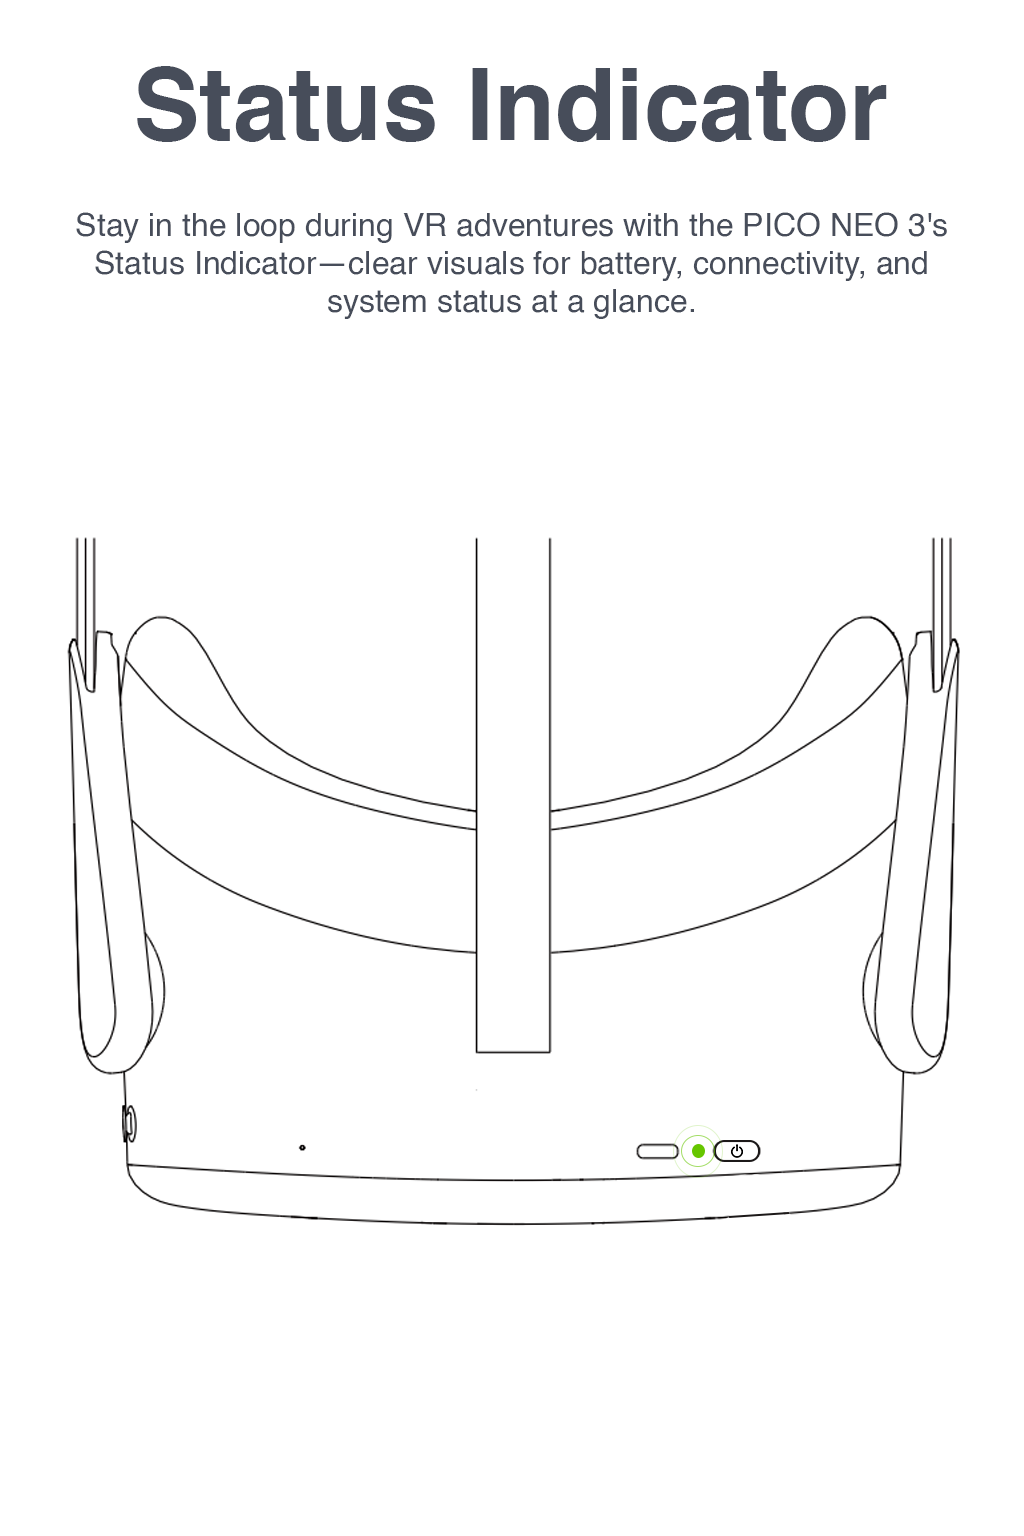 Status Indicator
Stay in the loop during VR adventures with the PICO NEO 3's
Status Indicator—clear visuals for battery, connectivity, and
system status at a glance.